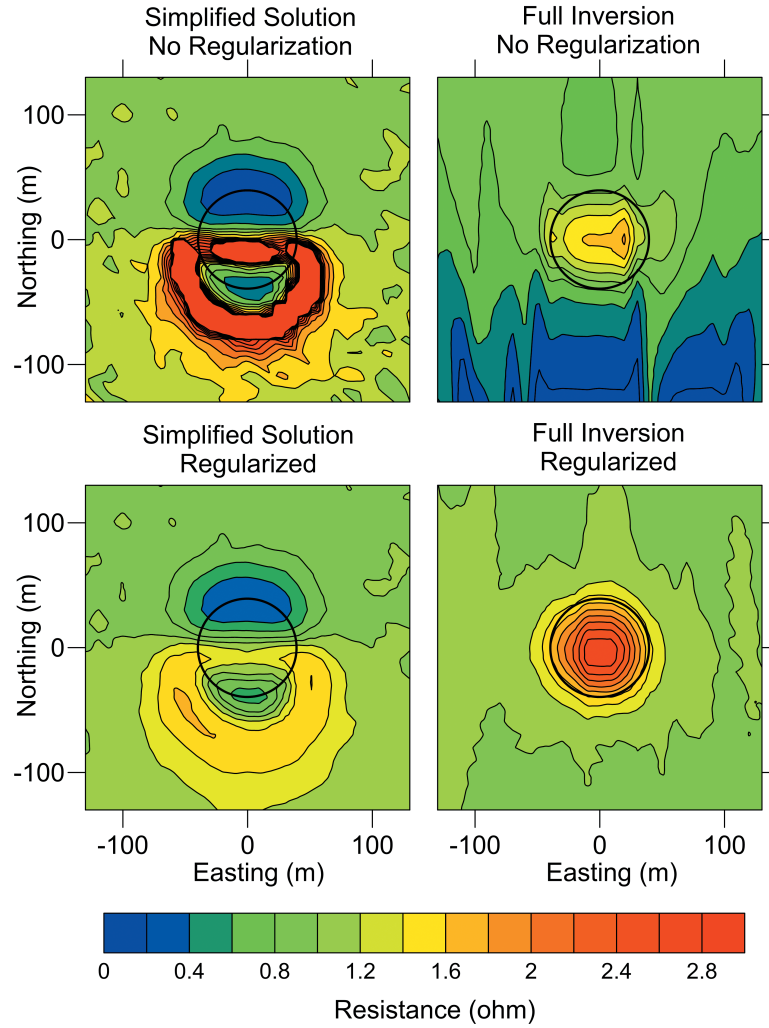 Simplified Solution
No Regularization
Full Inversion
No Regularization
100
0
-100
Northing (m)
Simplified Solution
Regularized
Full Inversion
Regularized
100
0
-100
Northing (m)
-100 0 100
-100 0 100
Easting (m)
Easting (m)
0 0.4 0.8 1.2 1.6 2 2.4 2.8
Resistance (ohm)